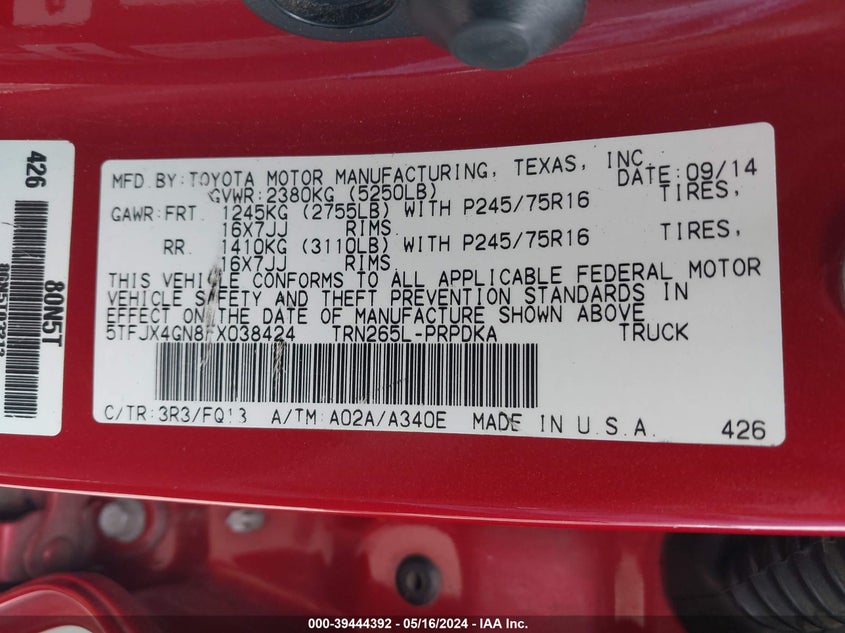 426
80N5T
MFD.BY:TOYOTA MOTOR MANUFACTURING, TEXAS, INC.
DATE:09/14
GVWR:2380KG (5250LB)
GAWR:FRT. 1245KG (2755LB) WITH P245/75R16 TIRES,
16X7JJ RIMS
RR. 1410KG (3110LB) WITH P245/75R16 TIRES,
16X7JJ RIMS
THIS VEHICLE CONFORMS TO ALL APPLICABLE FEDERAL MOTOR
VEHICLE SAFETY AND THEFT PREVENTION STANDARDS IN
EFFECT ON THE DATE OF MANUFACTURE SHOWN ABOVE
5TFJX4GN8FX038424 TRN265L-PRPDKA TRUCK
C/TR:3R3/FQ13 A/TM:A02A/A340E MADE IN U.S.A.
426
000-39444392 - 05/16/2024 - IAA Inc.